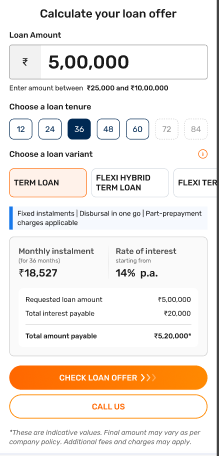 Calculate your loan offer
Loan Amount
₹ 5,00,000
Enter amount between ₹25,000 and ₹10,00,000
Choose a loan tenure
12 24 36 48 60 72 84
Choose a loan variant
TERM LOAN
FLEXI HYBRID
TERM LOAN
FLEXI TER
Fixed instalments | Disbursal in one go | Part-prepayment
charges applicable
Monthly instalment
(for 36 months)
₹18,527
Rate of interest
starting from
14% p.a.
Requested loan amount ₹5,00,000
Total interest payable ₹20,000
Total amount payable ₹5,20,000*
CHECK LOAN OFFER
CALL US
*These are indicative values. Final amount may vary as per
company policy. Additional fees and charges may apply.